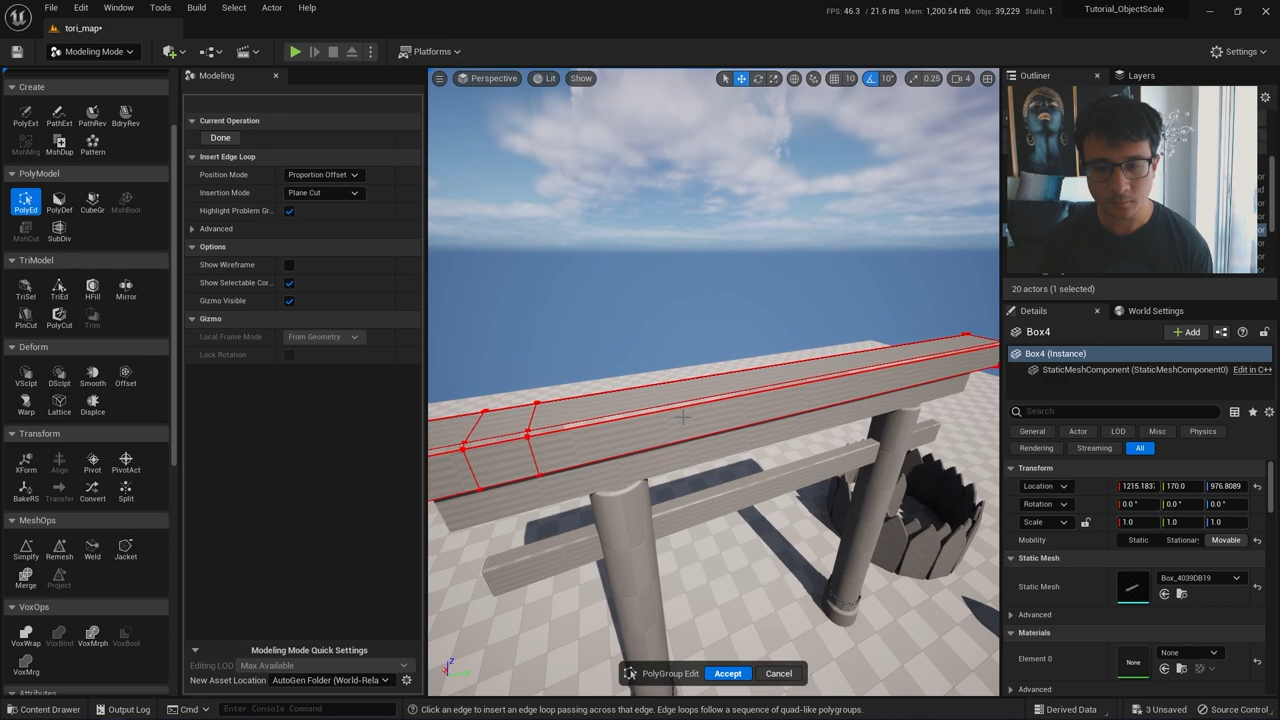 File Edit Window Tools Build Select Actor Help
FPS: 46.3 / 21.6 ms Mem: 1,200.54 mb Objs: 39,229 Stalls: 1
Tutorial_ObjectScale
tori_map*
Modeling Mode
Platforms
Settings
Create
PolyExt PathExt PathRev BdryRev
MshMrg MshDup Pattern
PolyModel
PolyEd PolyDef CubeGr MshBool
MshCut SubDiv
TriModel
TriSel TriEd HFill Mirror
PlnCut PolyCut Trim
Deform
VSclpt DSclpt Smooth Offset
Warp Lattice Displce
Transform
XForm Align Pivot PivotAct
BakeRS Transfer Convert Split
MeshOps
Simplfy Remesh Weld Jacket
Merge Project
VoxOps
VoxWrap VoxBlnd VoxMrph VoxBool
VoxMrg
Attributes
Modeling
Current Operation
Done
Insert Edge Loop
Position Mode Proportion Offset
Insertion Mode Plane Cut
Highlight Problem Gr...
Advanced
Options
Show Wireframe
Show Selectable Cor...
Gizmo Visible
Gizmo
Local Frame Mode From Geometry
Lock Rotation
Modeling Mode Quick Settings
Editing LOD Max Available
New Asset Location AutoGen Folder (World-Rela
Perspective Lit Show
10 10° 0.25 4
Z
PolyGroup Edit Accept Cancel
Outliner Layers
20 actors (1 selected)
Details World Settings
Box4 Add
Box4 (Instance)
StaticMeshComponent (StaticMeshComponent0) Edit in C++
Search
General Actor LOD Misc Physics
Rendering Streaming All
Transform
Location 1215.1837 170.0 976.8089
Rotation 0.0° 0.0° 0.0°
Scale 1.0 1.0 1.0
Mobility Static Stationary Movable
Static Mesh
Static Mesh Box_4039DB19
Advanced
Materials
Element 0 None None
Advanced
Content Drawer Output Log Cmd Enter Console Command
Click an edge to insert an edge loop passing across that edge. Edge loops follow a sequence of quad-like polygroups.
Derived Data 3 Unsaved Source Control